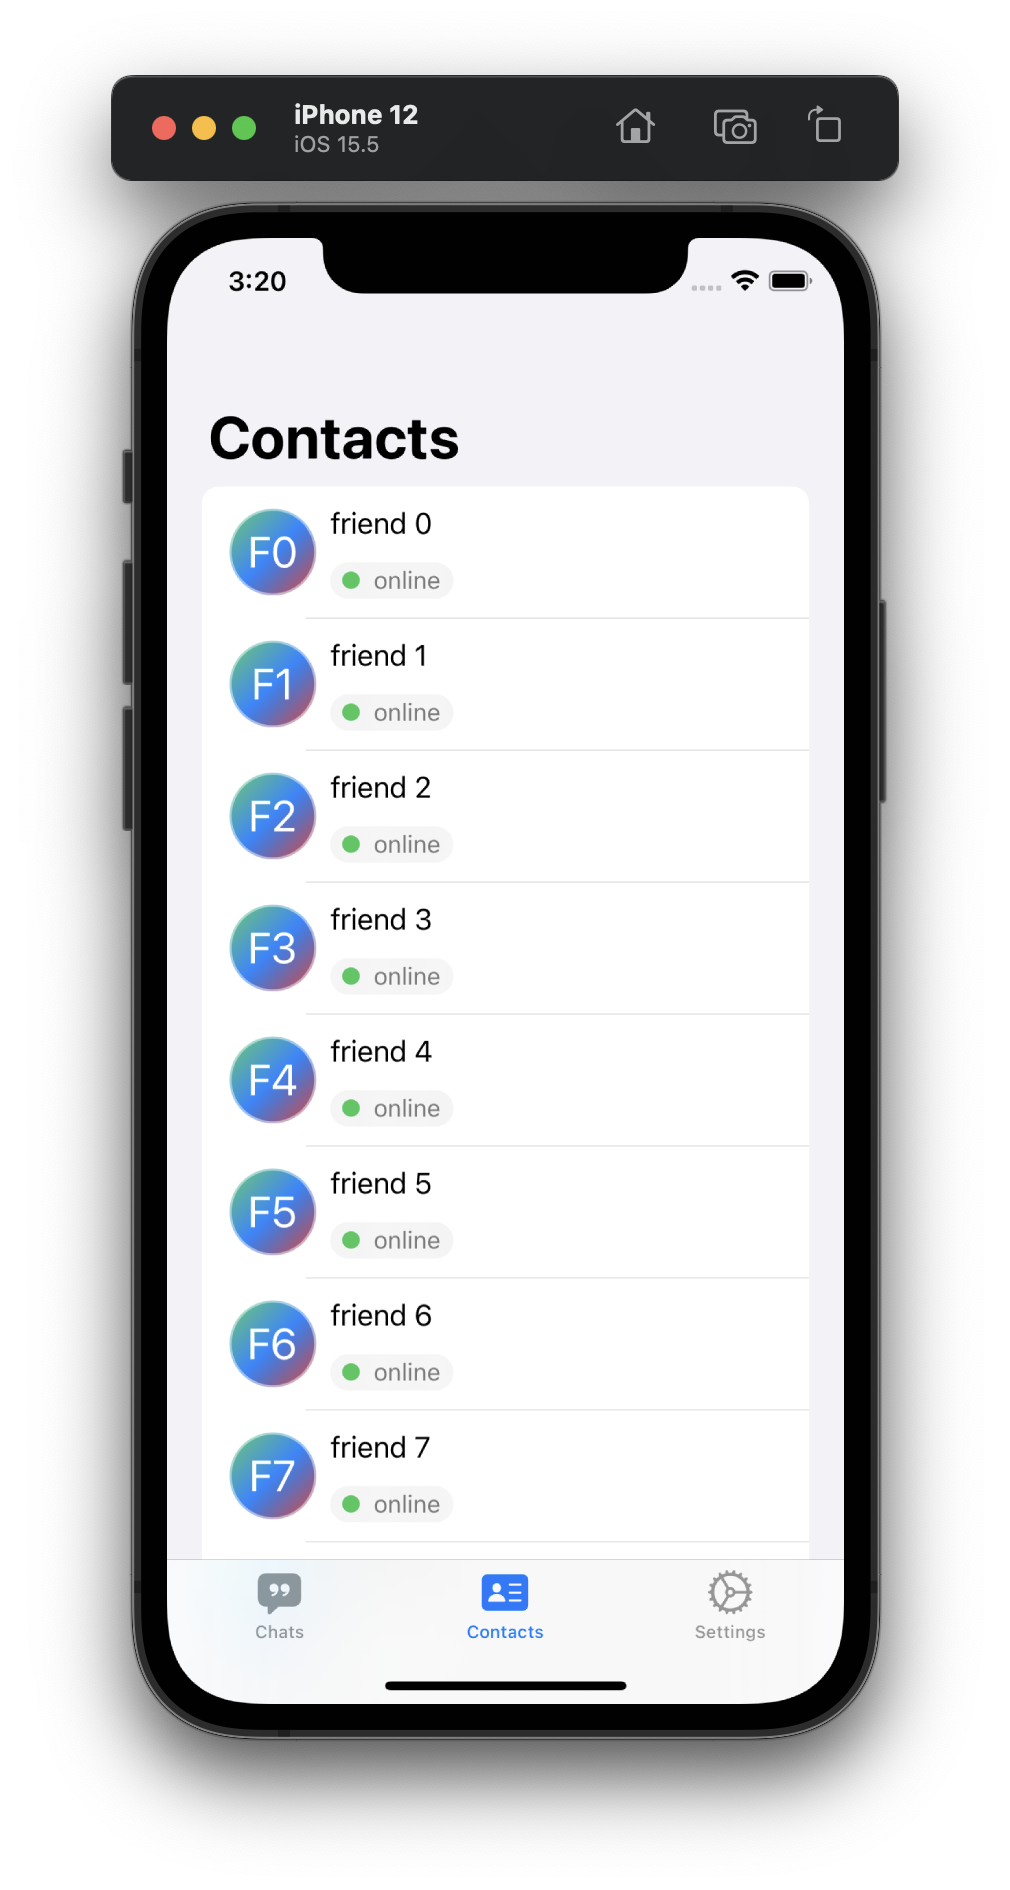 iPhone 12
iOS 15.5
3:20
Contacts
F0
friend 0
online
F1
friend 1
online
F2
friend 2
online
F3
friend 3
online
F4
friend 4
online
F5
friend 5
online
F6
friend 6
online
F7
friend 7
online
Chats
Contacts
Settings